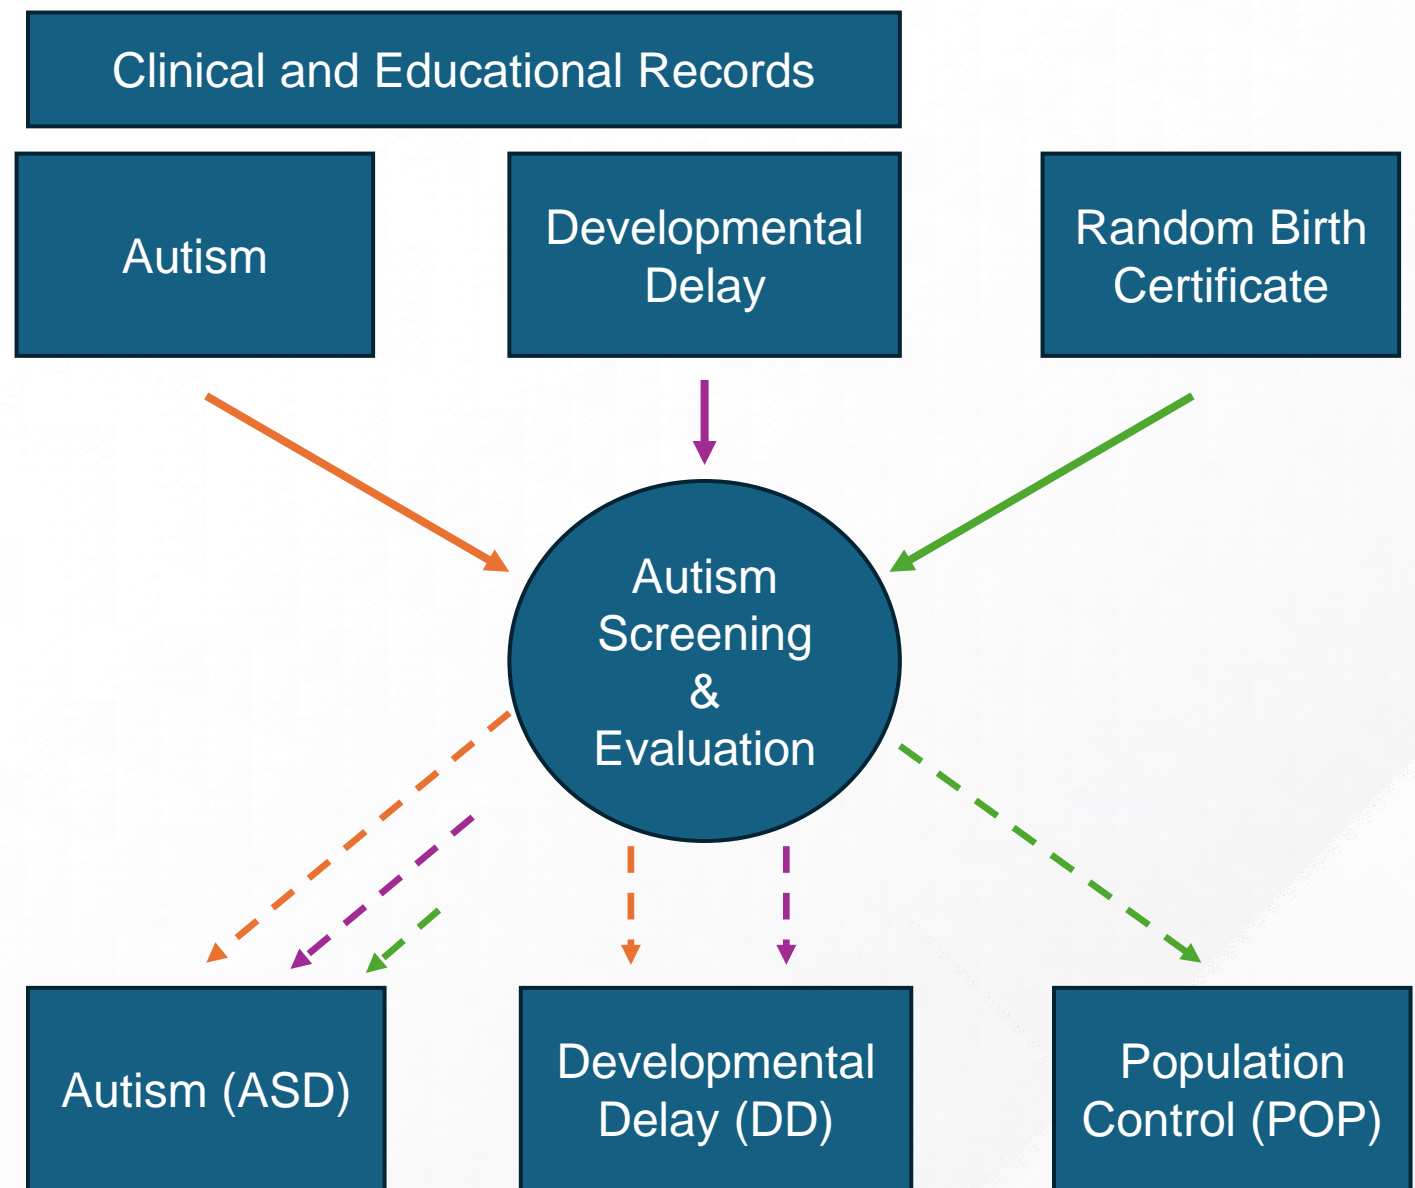 Clinical and Educational Records
Autism
Developmental
Delay
Random Birth
Certificate
Autism
Screening
&
Evaluation
Autism (ASD)
Developmental
Delay (DD)
Population
Control (POP)